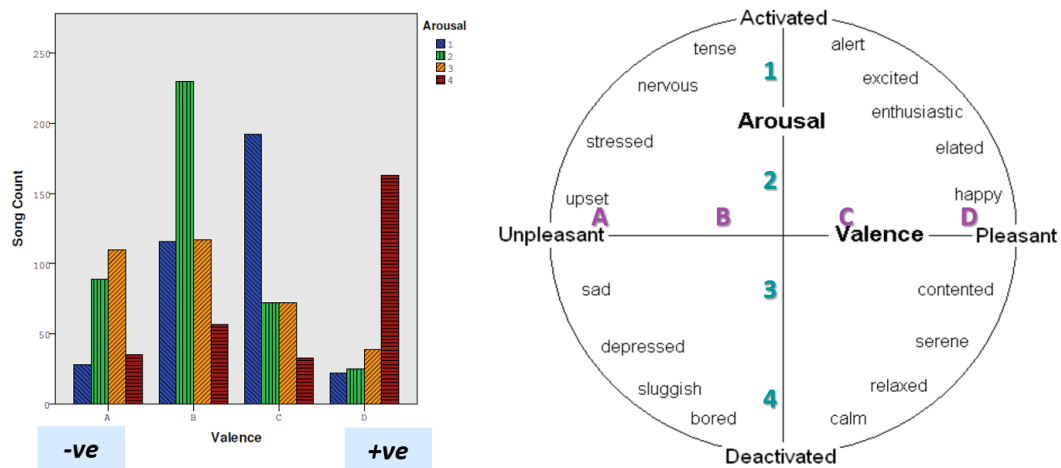 Arousal
1
2
3
4
250
200
150
100
50
0
Song Count
A
B
C
D
Valence
-ve
+ve
Activated
tense
alert
1
nervous
excited
enthusiastic
Arousal
stressed
elated
2
upset
happy
A
B
C
D
Unpleasant
Valence
Pleasant
sad
3
contented
depressed
serene
sluggish
4
relaxed
bored
calm
Deactivated